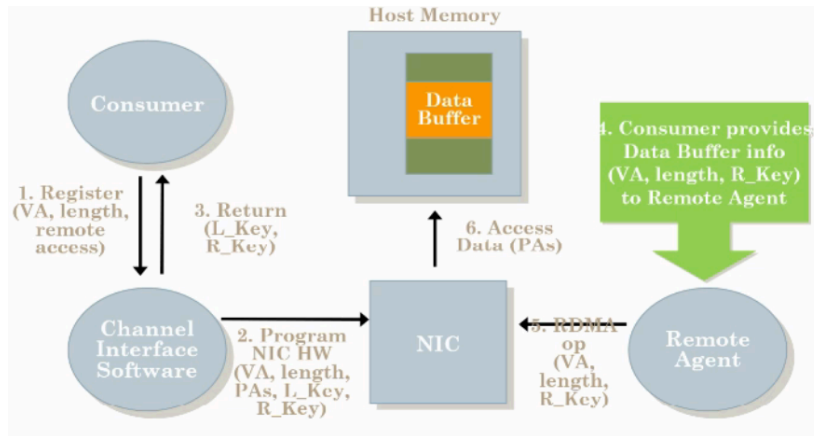 Host Memory
Consumer
Data
Buffer
4. Consumer provides
Data Buffer info
(VA, length, R_Key)
to Remote Agent
1. Register
(VA, length,
remote
access)
3. Return
(L_Key,
R_Key)
6. Access
Data (PAs)
Channel
Interface
Software
2. Program
NIC HW
(VA, length,
PAs, L_Key,
R_Key)
NIC
5. RDMA
op
(VA,
length,
R_Key)
Remote
Agent